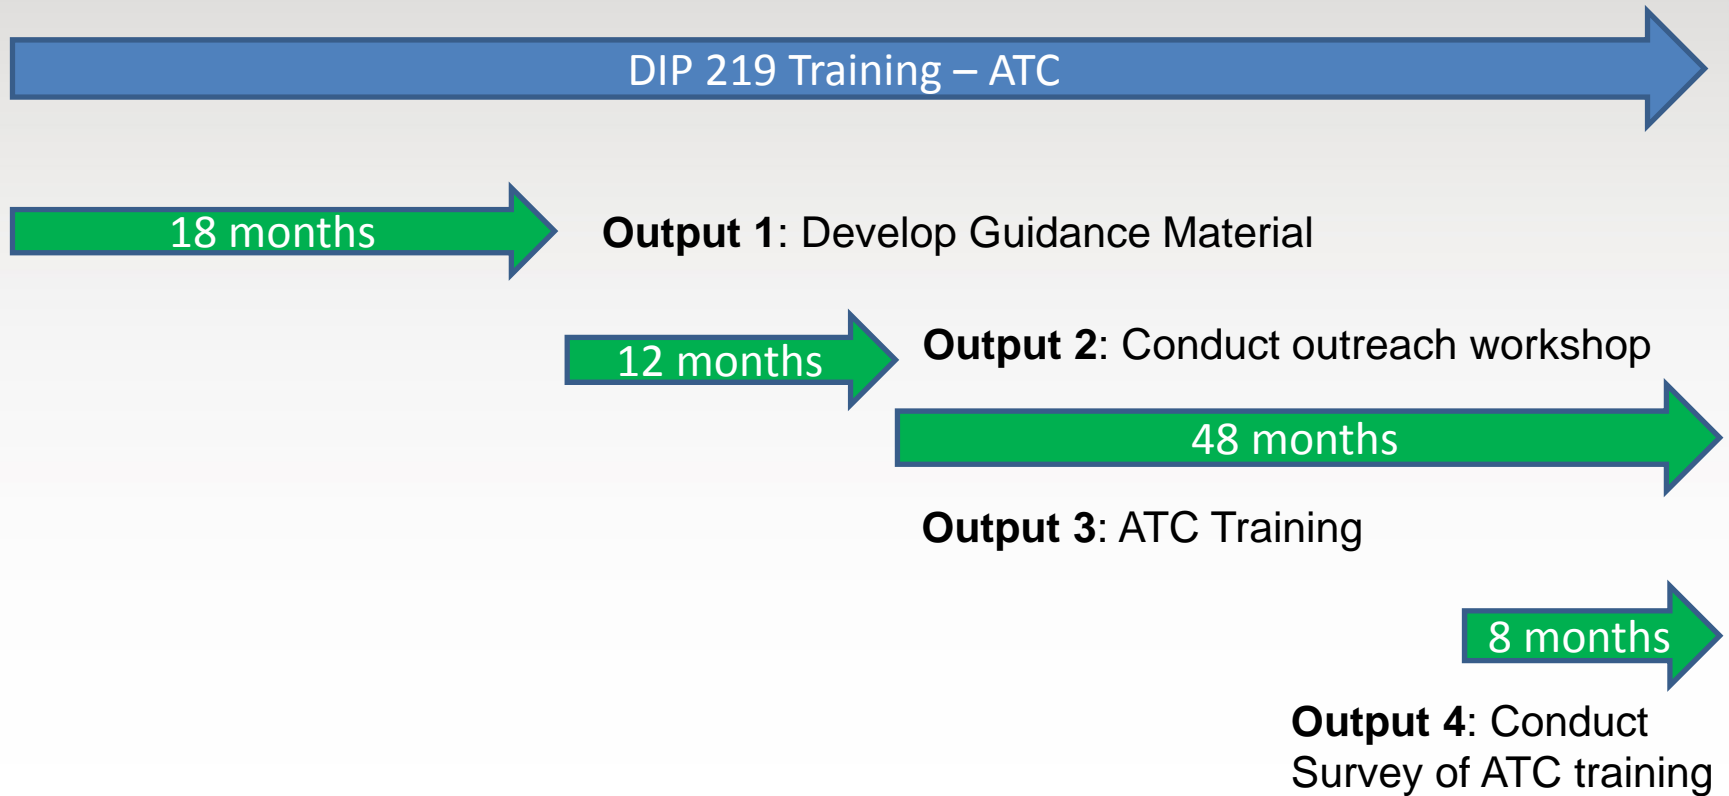 DIP 219 Training – ATC
18 months
Output 1: Develop Guidance Material
12 months
Output 2: Conduct outreach workshop
48 months
Output 3: ATC Training
8 months
Output 4: Conduct
Survey of ATC training